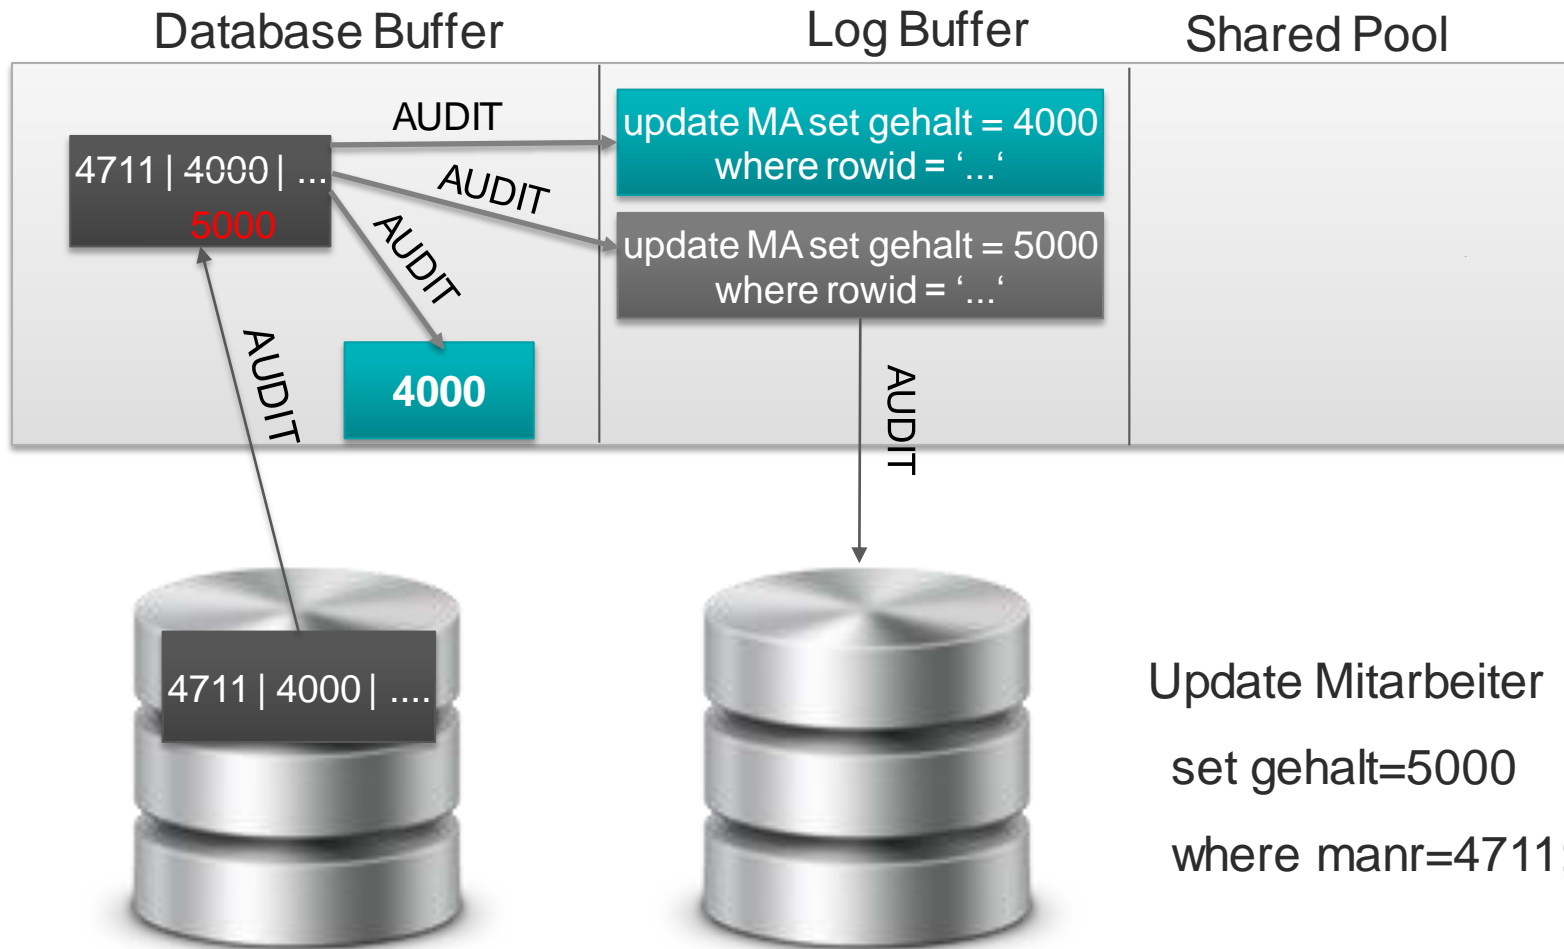 Database Buffer
Log Buffer
Shared Pool
AUDIT
update MA set gehalt = 4000
where rowid = ‘...‘
4711 | 4000 | ...
5000
AUDIT
update MA set gehalt = 5000
where rowid = ‘...‘
AUDIT
4000
AUDIT
AUDIT
4711 | 4000 | ....
Update Mitarbeiter
set gehalt=5000
where manr=4711;